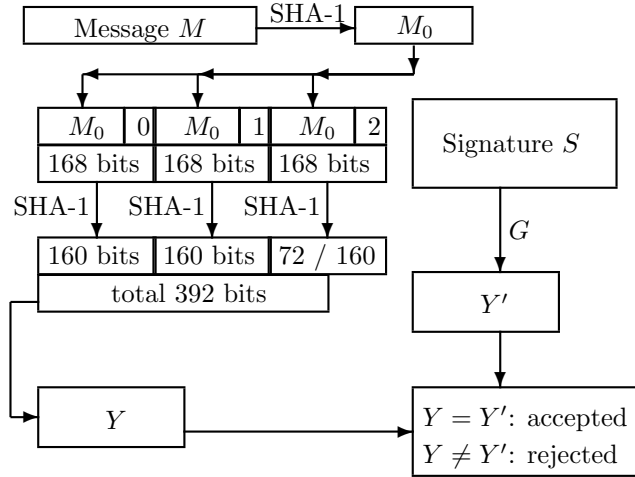 Message M
SHA-1
M₀
M₀ 0 M₀ 1 M₀ 2
168 bits 168 bits 168 bits
Signature S
SHA-1 SHA-1 SHA-1
G
160 bits 160 bits 72 / 160
total 392 bits
Y′
Y
Y = Y′: accepted
Y ≠ Y′: rejected